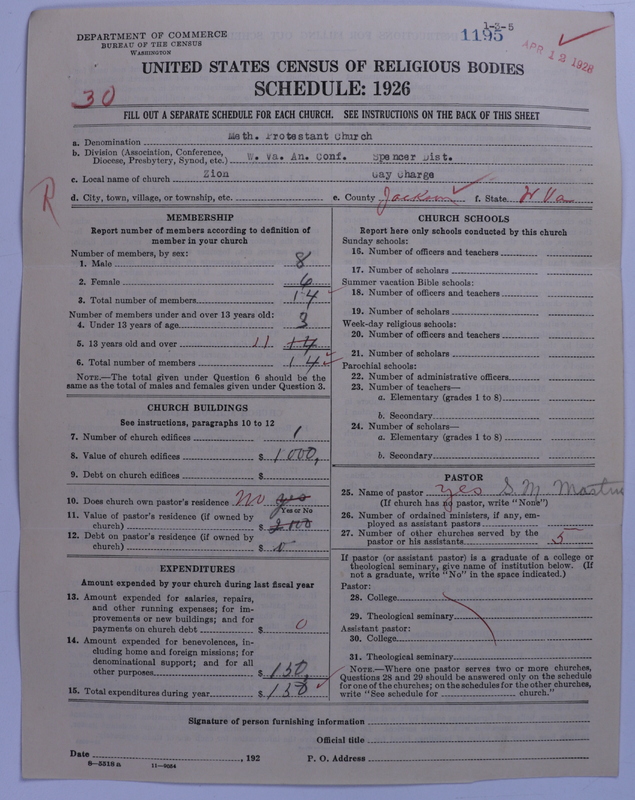 DEPARTMENT OF COMMERCE
BUREAU OF THE CENSUS
WASHINGTON
1-3-5
1195
APR 12 1928
UNITED STATES CENSUS OF RELIGIOUS BODIES
SCHEDULE: 1926
30
FILL OUT A SEPARATE SCHEDULE FOR EACH CHURCH. SEE INSTRUCTIONS ON THE BACK OF THIS SHEET
a. Denomination Meth. Protestant Church
b. Division (Association, Conference, Diocese, Presbytery, Synod, etc.) W. Va. An. Conf. Spencer Dist.
c. Local name of church Zion Gay Charge
R
d. City, town, village, or township, etc. e. County Jackson f. State W Va
MEMBERSHIP
Report number of members according to definition of
member in your church
Number of members, by sex:
1. Male 8
2. Female 6
3. Total number of members 14
Number of members under and over 13 years old:
4. Under 13 years of age 3
5. 13 years old and over 11 14
6. Total number of members 14
NOTE.—The total given under Question 6 should be the
same as the total of males and females given under Question 3.
CHURCH BUILDINGS
See instructions, paragraphs 10 to 12
7. Number of church edifices 1
8. Value of church edifices $ 1000,
9. Debt on church edifices $
10. Does church own pastor's residence no yes
Yes or No
11. Value of pastor's residence (if owned by
church) $ 2000
12. Debt on pastor's residence (if owned by
church) $ 0
EXPENDITURES
Amount expended by your church during last fiscal year
13. Amount expended for salaries, repairs,
and other running expenses; for im-
provements or new buildings; and for
payments on church debt $ 0
14. Amount expended for benevolences, in-
cluding home and foreign missions; for
denominational support; and for all
other purposes $ 150,
15. Total expenditures during year $ 150
CHURCH SCHOOLS
Report here only schools conducted by this church
Sunday schools:
16. Number of officers and teachers
17. Number of scholars
Summer vacation Bible schools:
18. Number of officers and teachers
19. Number of scholars
Week-day religious schools:
20. Number of officers and teachers
21. Number of scholars
Parochial schools:
22. Number of administrative officers
23. Number of teachers—
a. Elementary (grades 1 to 8)
b. Secondary
24. Number of scholars—
a. Elementary (grades 1 to 8)
b. Secondary
PASTOR
25. Name of pastor yes S. M. Martin
(If church has no pastor, write "None")
26. Number of ordained ministers, if any, em-
ployed as assistant pastors
27. Number of other churches served by the
pastor or his assistants 5
If pastor (or assistant pastor) is a graduate of a college or
theological seminary, give name of institution below. (If
not a graduate, write "No" in the space indicated.)
Pastor:
28. College
29. Theological seminary
Assistant pastor:
30. College
31. Theological seminary
NOTE.—Where one pastor serves two or more churches,
Questions 28 and 29 should be answered only on the schedule
for one of the churches; on the schedules for the other churches,
write "See schedule for church."
Signature of person furnishing information
Official title
Date , 192 P. O. Address
8—5518 a 11—9054